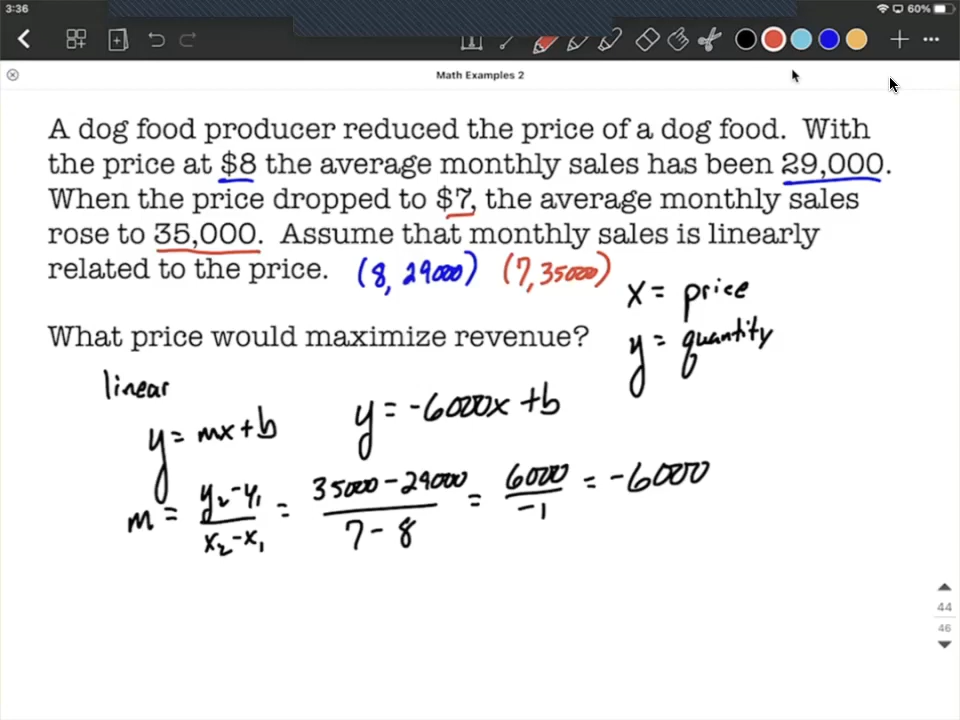 3:36
60%
Math Examples 2
A dog food producer reduced the price of a dog food. With
the price at $8 the average monthly sales has been 29,000.
When the price dropped to $7, the average monthly sales
rose to 35,000. Assume that monthly sales is linearly
related to the price. (8, 29000) (7, 35000)
x = price
What price would maximize revenue?
y = quantity
linear
y = mx + b
y = -6000x + b
m = y₂-y₁ / x₂-x₁ = 35000 - 29000 / 7 - 8 = 6000 / -1 = -6000
44
46